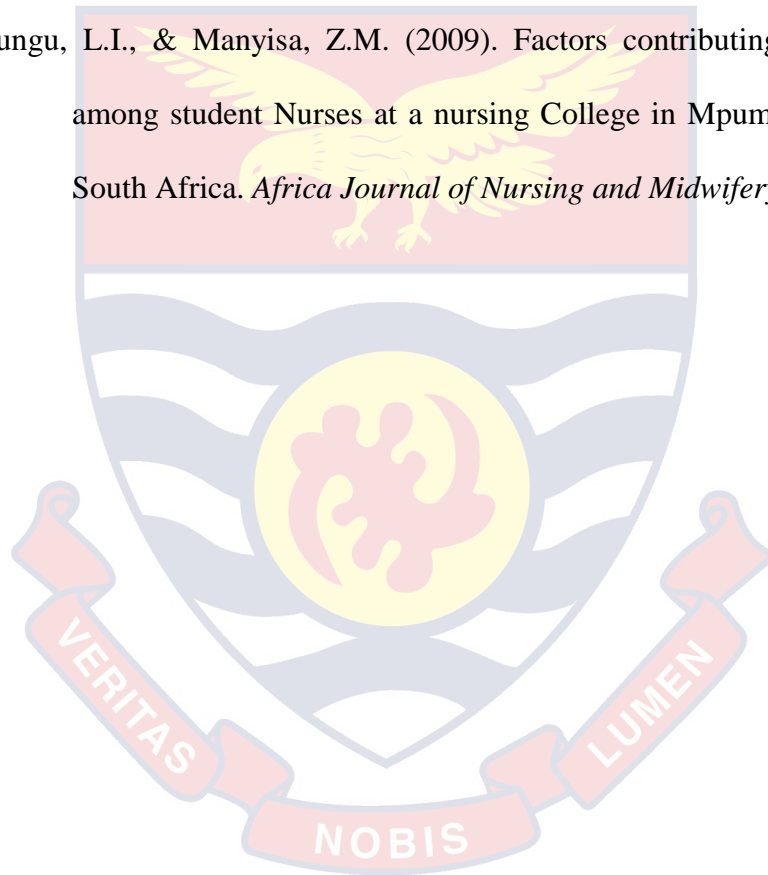 ungu, L.I., & Manyisa, Z.M. (2009). Factors contributing
among student Nurses at a nursing College in Mpum
South Africa. Africa Journal of Nursing and Midwifery
VERITAS
NOBIS
LUMEN